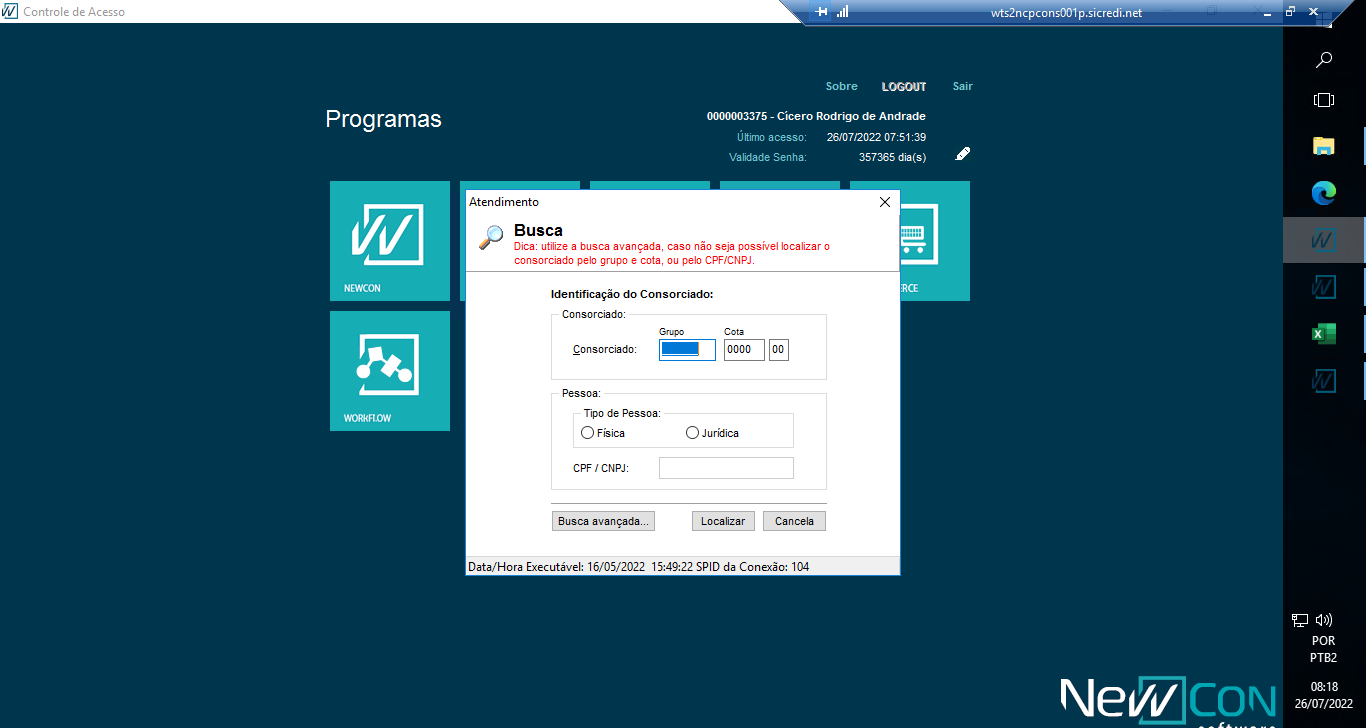 Controle de Acesso
wts2ncpcons001p.sicredi.net
Sobre LOGOUT Sair
Programas
0000003375 - Cícero Rodrigo de Andrade
Último acesso: 26/07/2022 07:51:39
Validade Senha: 357365 dia(s)
Atendimento
Busca
Dica: utilize a busca avançada, caso não seja possível localizar o
consorciado pelo grupo e cota, ou pelo CPF/CNPJ.
NEWCON
RCE
Identificação do Consorciado:
Consorciado:
Grupo Cota
Consorciado: 0000 00
Pessoa:
Tipo de Pessoa:
Física Jurídica
WORKFLOW
CPF / CNPJ:
Busca avançada... Localizar Cancela
Data/Hora Executável: 16/05/2022 15:49:22 SPID da Conexão: 104
POR
PTB2
08:18
26/07/2022
NewCon
software